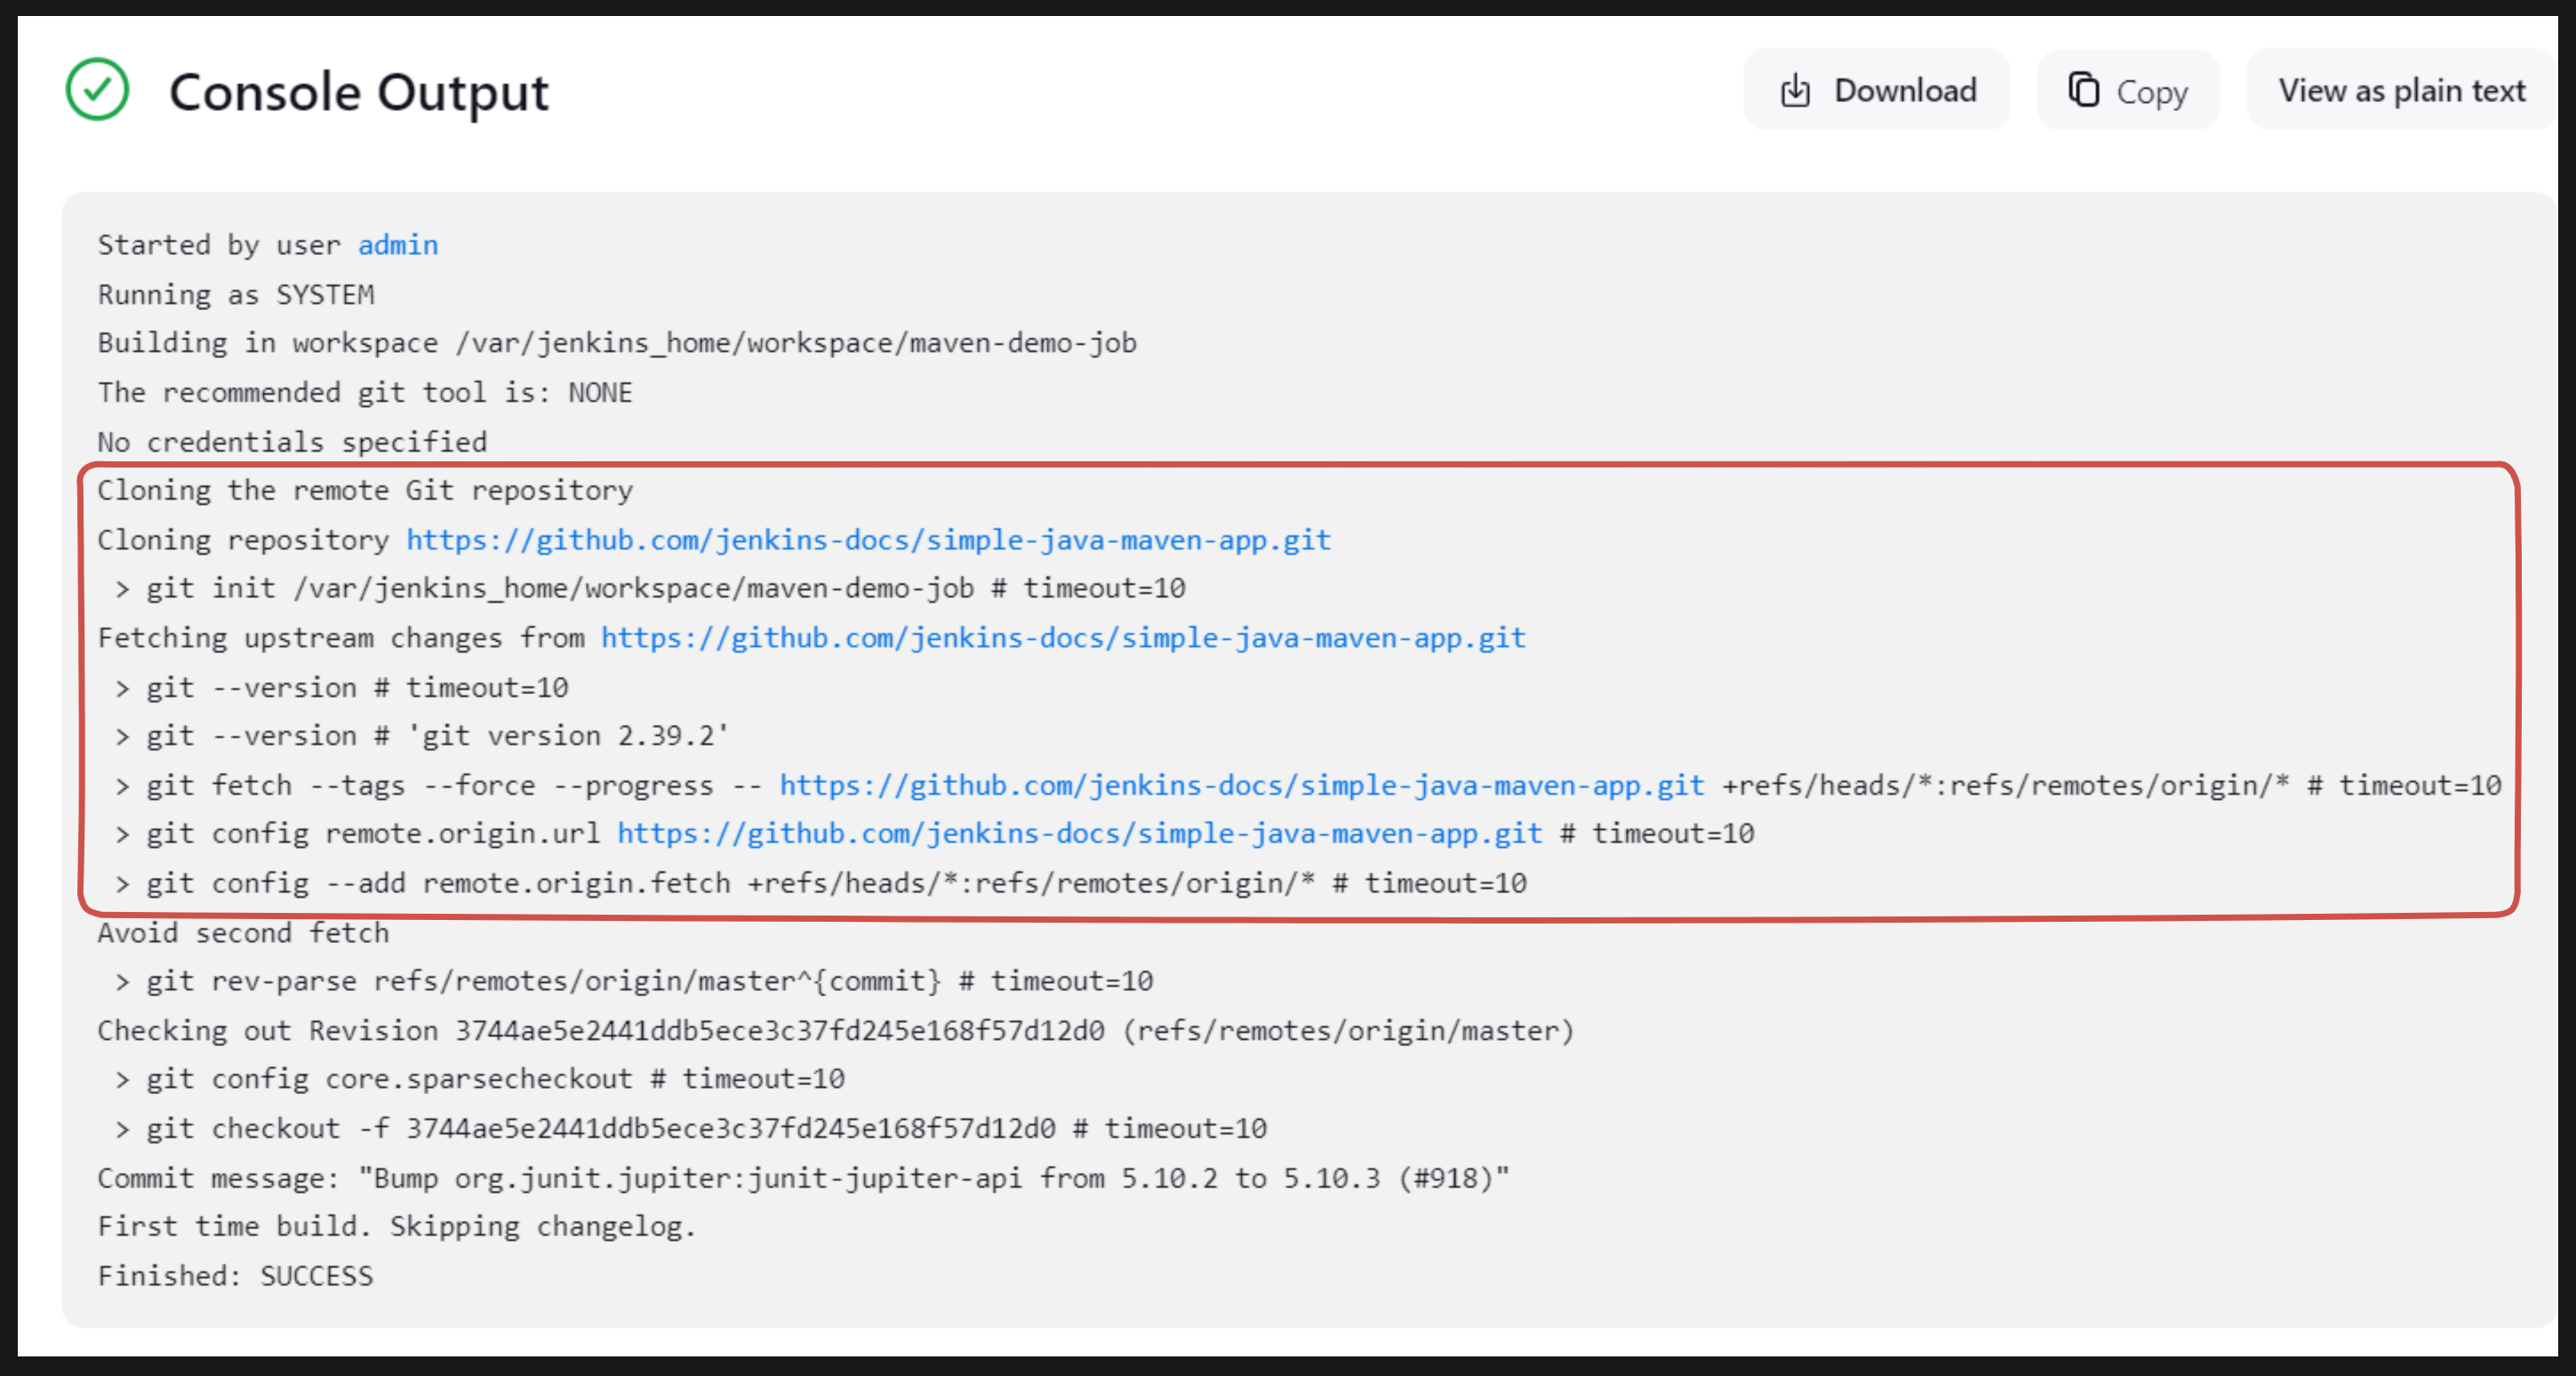 Console Output
Download
Copy
View as plain text
Started by user admin
Running as SYSTEM
Building in workspace /var/jenkins_home/workspace/maven-demo-job
The recommended git tool is: NONE
No credentials specified
Cloning the remote Git repository
Cloning repository https://github.com/jenkins-docs/simple-java-maven-app.git
 > git init /var/jenkins_home/workspace/maven-demo-job # timeout=10
Fetching upstream changes from https://github.com/jenkins-docs/simple-java-maven-app.git
 > git --version # timeout=10
 > git --version # 'git version 2.39.2'
 > git fetch --tags --force --progress -- https://github.com/jenkins-docs/simple-java-maven-app.git +refs/heads/*:refs/remotes/origin/* # timeout=10
 > git config remote.origin.url https://github.com/jenkins-docs/simple-java-maven-app.git # timeout=10
 > git config --add remote.origin.fetch +refs/heads/*:refs/remotes/origin/* # timeout=10
Avoid second fetch
 > git rev-parse refs/remotes/origin/master^{commit} # timeout=10
Checking out Revision 3744ae5e2441ddb5ece3c37fd245e168f57d12d0 (refs/remotes/origin/master)
 > git config core.sparsecheckout # timeout=10
 > git checkout -f 3744ae5e2441ddb5ece3c37fd245e168f57d12d0 # timeout=10
Commit message: "Bump org.junit.jupiter:junit-jupiter-api from 5.10.2 to 5.10.3 (#918)"
First time build. Skipping changelog.
Finished: SUCCESS